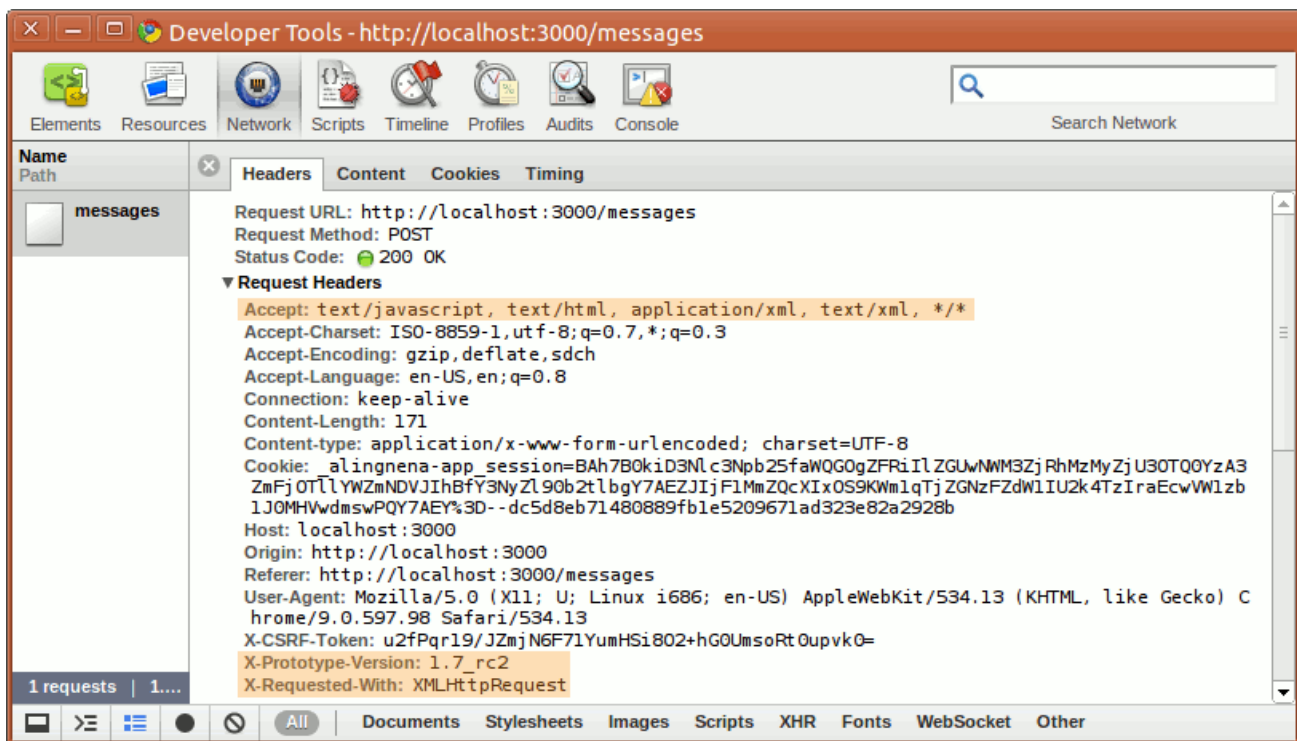 Developer Tools - http://localhost:3000/messages
Elements Resources Network Scripts Timeline Profiles Audits Console Search Network
Name
Path
Headers Content Cookies Timing
messages
Request URL: http://localhost:3000/messages
Request Method: POST
Status Code: 200 OK
▼Request Headers
Accept: text/javascript, text/html, application/xml, text/xml, */*
Accept-Charset: ISO-8859-1,utf-8;q=0.7,*;q=0.3
Accept-Encoding: gzip,deflate,sdch
Accept-Language: en-US,en;q=0.8
Connection: keep-alive
Content-Length: 171
Content-type: application/x-www-form-urlencoded; charset=UTF-8
Cookie: _alingnena-app_session=BAh7B0kiD3Nlc3Npb25faWQGOgZFRiIlZGUwNWM3ZjRhMzMyZjU3OTQ0YzA3
ZmFjOTllYWZmNDVJIhBfY3NyZl90b2tlbgY7AEZJIjFlMmZQcXIxOS9KWmlqTjZGNzFZdW1IU2k4TzIraEcwVW1zb
1J0MHVwdmswPQY7AEY%3D--dc5d8eb71480889fb1e5209671ad323e82a2928b
Host: localhost:3000
Origin: http://localhost:3000
Referer: http://localhost:3000/messages
User-Agent: Mozilla/5.0 (X11; U; Linux i686; en-US) AppleWebKit/534.13 (KHTML, like Gecko) C
hrome/9.0.597.98 Safari/534.13
X-CSRF-Token: u2fPqr19/JZmjN6F71YumHSi8O2+hG0UmsoRt0upvk0=
X-Prototype-Version: 1.7_rc2
X-Requested-With: XMLHttpRequest
1 requests | 1....
All Documents Stylesheets Images Scripts XHR Fonts WebSocket Other